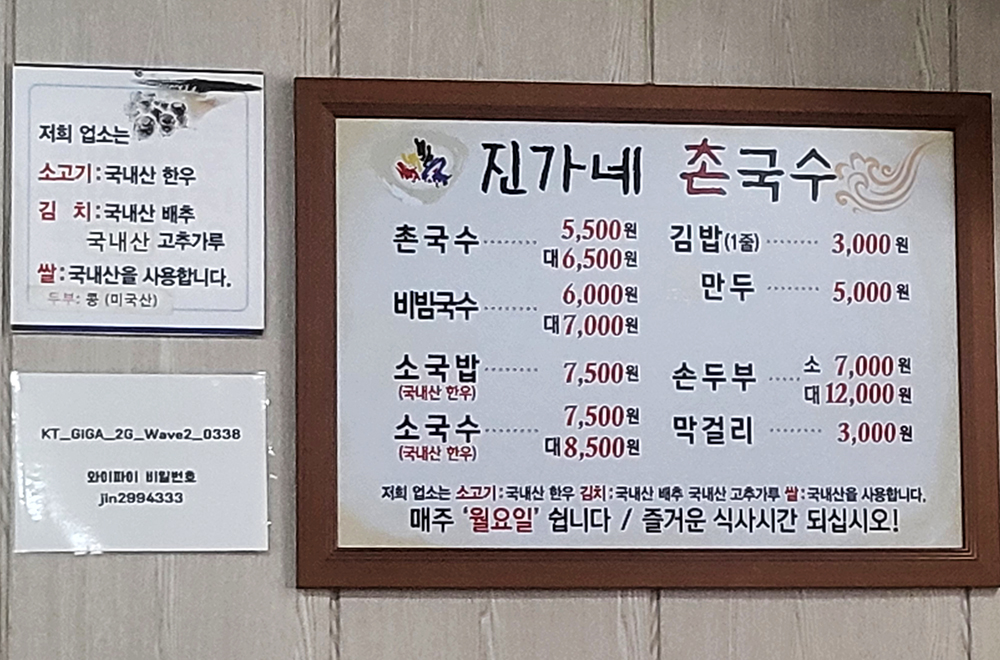 저희 업소는
소고기 : 국내산 한우
김 치 : 국내산 배추
국내산 고추가루
쌀 : 국내산을 사용합니다.
두부: 콩 (미국산)
KT_GIGA_2G_Wave2_0338
와이파이 비밀번호
jin2994333
진가네 촌국수
촌국수 ········ 5,500원
대 6,500원
비빔국수 ········ 6,000원
대 7,000원
소국밥 ········ 7,500원
(국내산 한우)
소국수 ········ 7,500원
(국내산 한우) 대 8,500원
김밥(1줄) ········ 3,000원
만두 ········ 5,000원
손두부 ····· 소 7,000원
대 12,000원
막걸리 ········ 3,000원
저희 업소는 소고기 : 국내산 한우 김치 : 국내산 배추 국내산 고추가루 쌀 : 국내산을 사용합니다.
매주 '월요일' 쉽니다 / 즐거운 식사시간 되십시오!